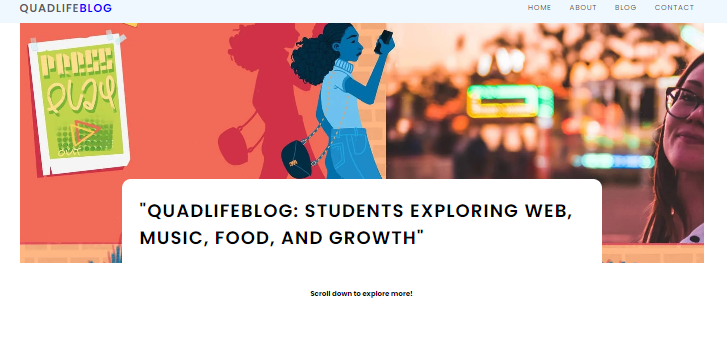 QUADLIFEBLOG
HOME ABOUT BLOG CONTACT
play
"QUADLIFEBLOG: STUDENTS EXPLORING WEB,
MUSIC, FOOD, AND GROWTH"
Scroll down to explore more!